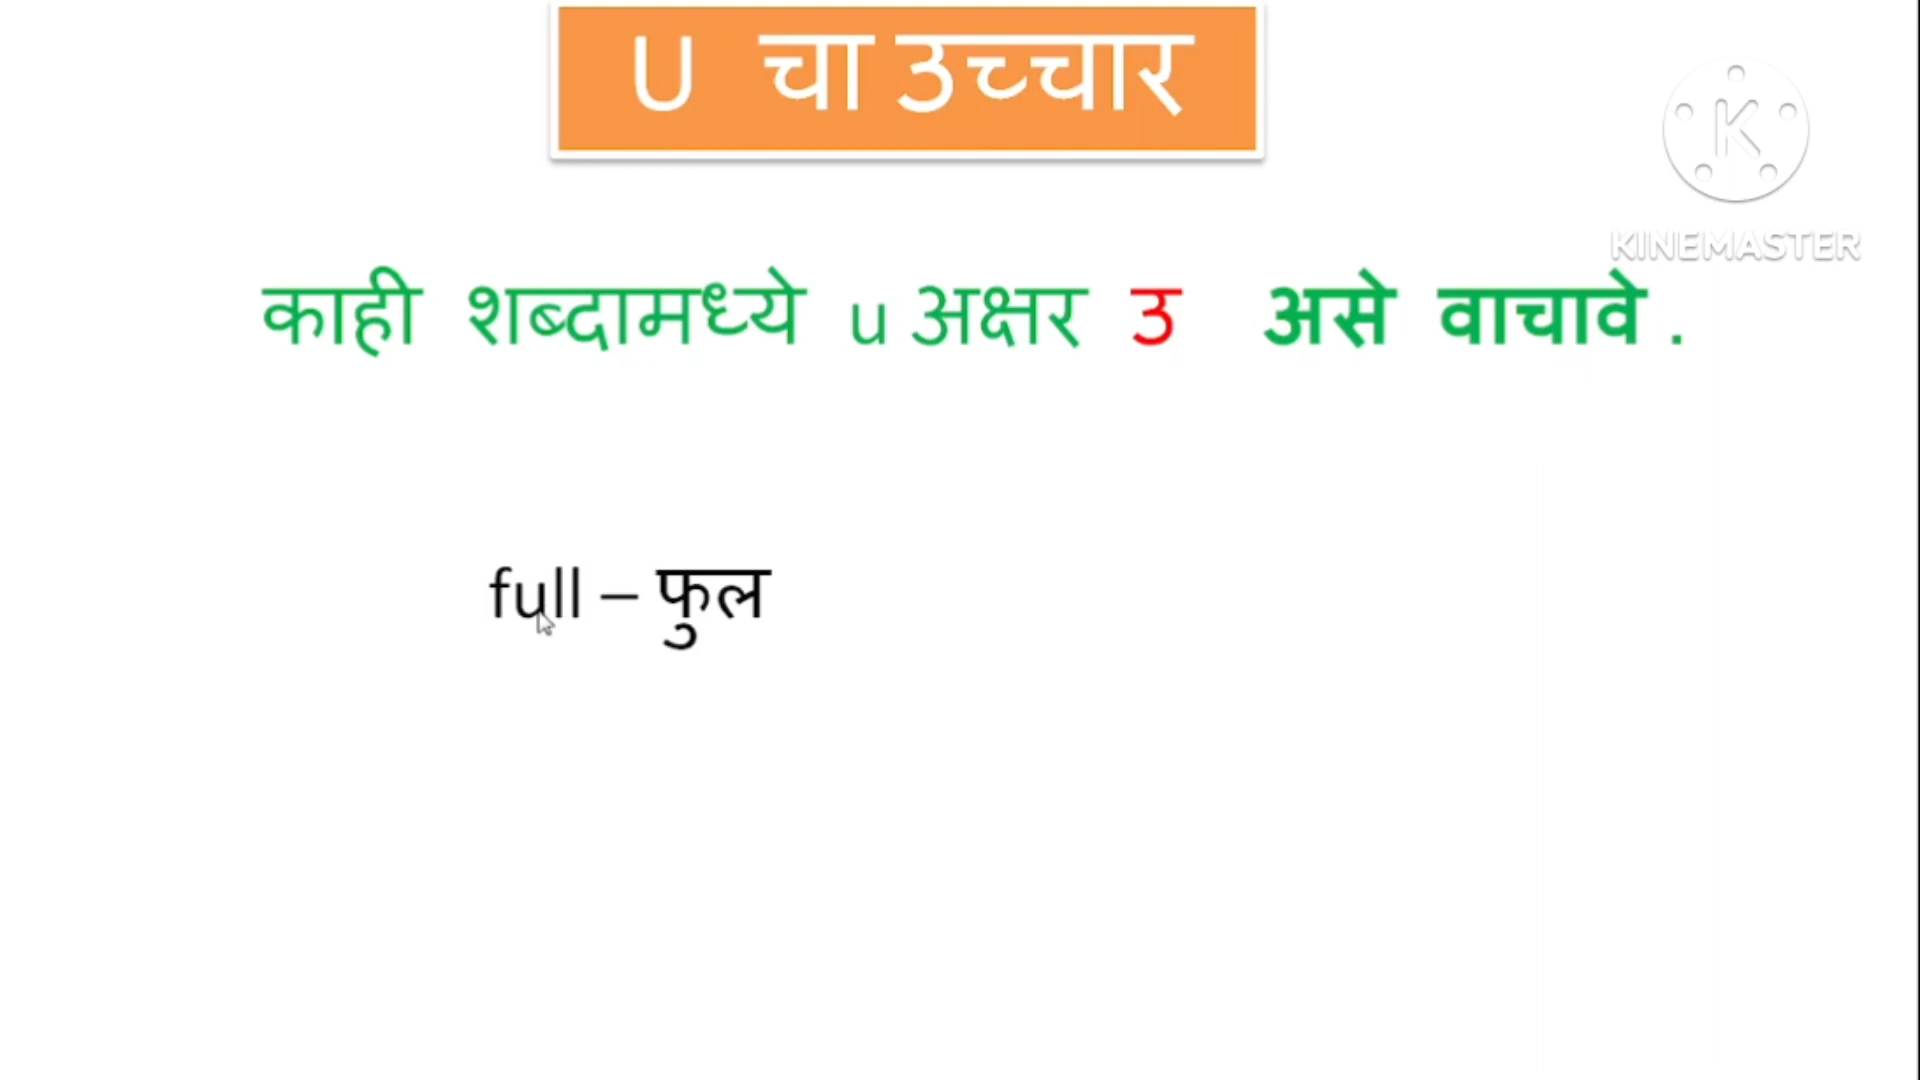 U चा उच्चार
K
KINEMASTER
काही शब्दामध्ये u अक्षर उ असे वाचावे .
full – फुल